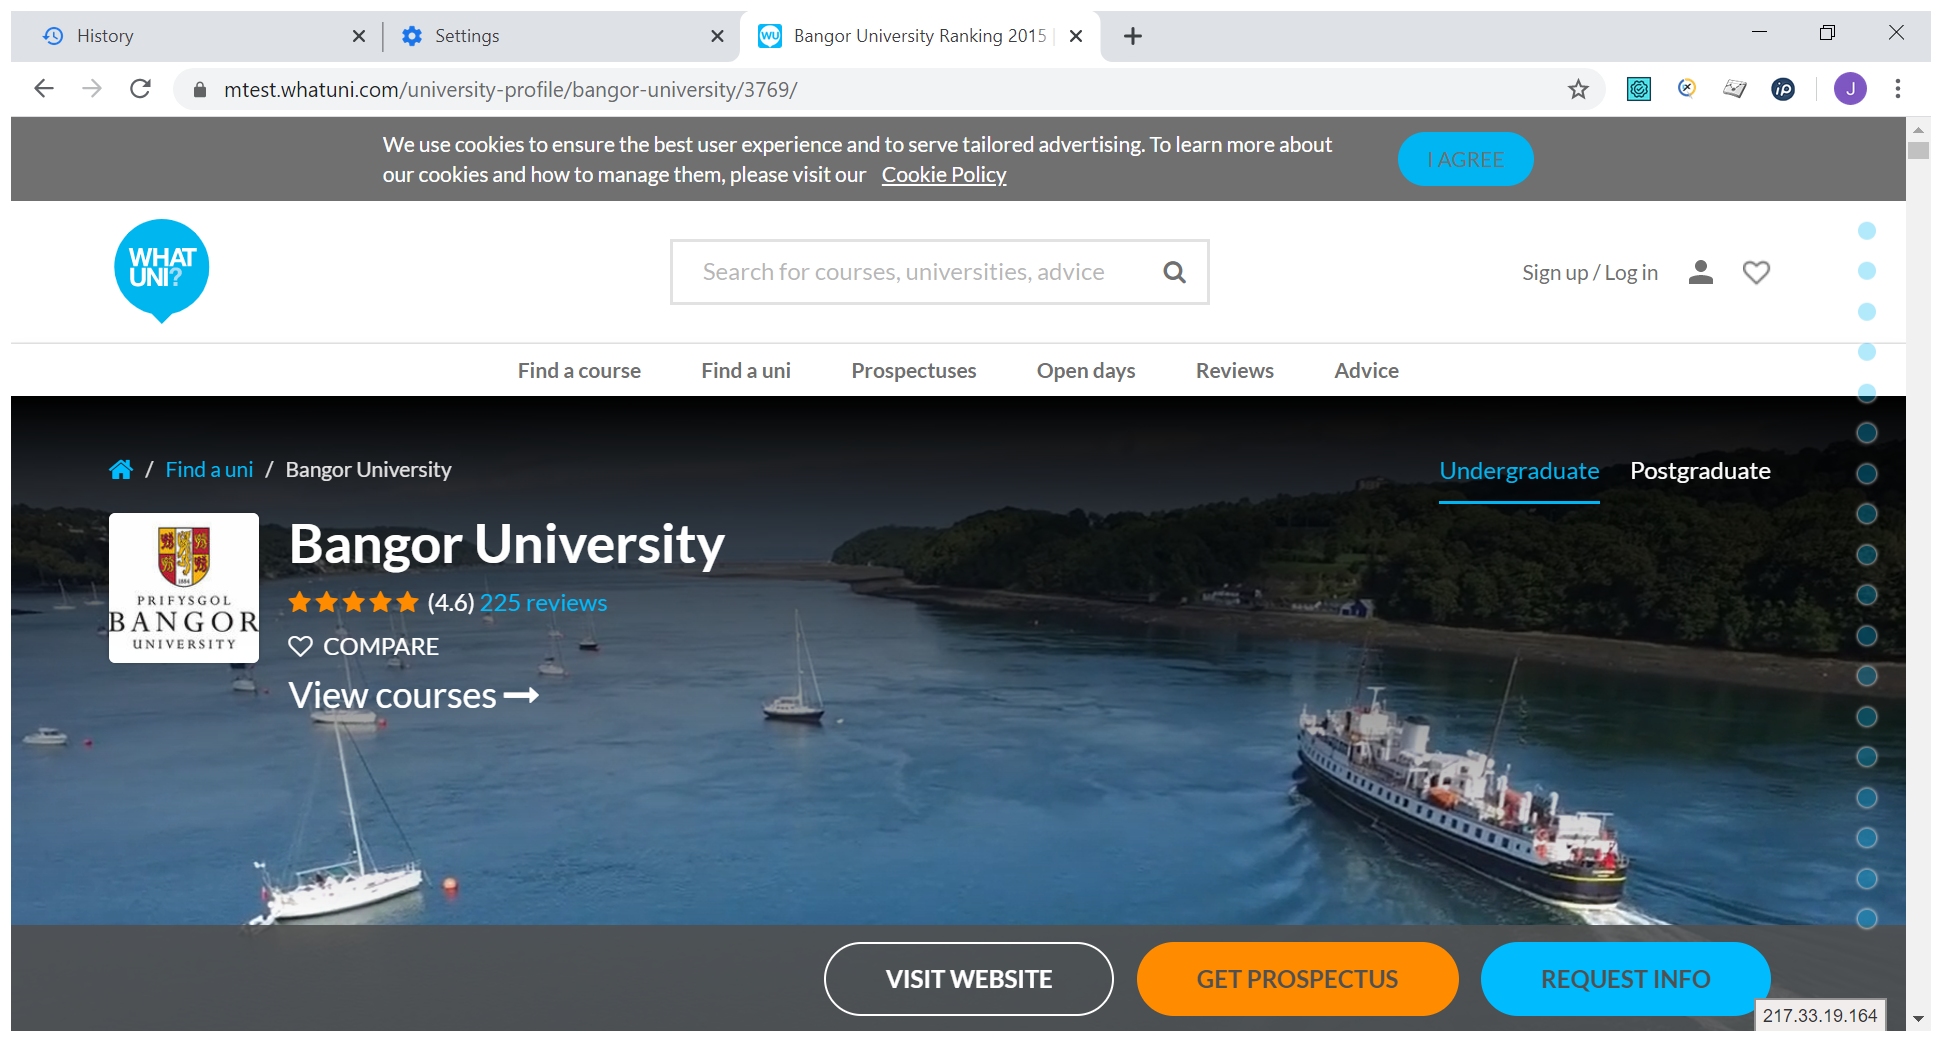 History
Settings
Bangor University Ranking 2015
mtest.whatuni.com/university-profile/bangor-university/3769/
iP
J
We use cookies to ensure the best user experience and to serve tailored advertising. To learn more about
our cookies and how to manage them, please visit our Cookie Policy
I AGREE
WHAT
UNI?
Search for courses, universities, advice
Sign up / Log in
Find a course
Find a uni
Prospectuses
Open days
Reviews
Advice
/ Find a uni / Bangor University
Undergraduate
Postgraduate
1884
PRIFYSGOL
BANGOR
UNIVERSITY
Bangor University
(4.6) 225 reviews
COMPARE
View courses
VISIT WEBSITE
GET PROSPECTUS
REQUEST INFO
217.33.19.164